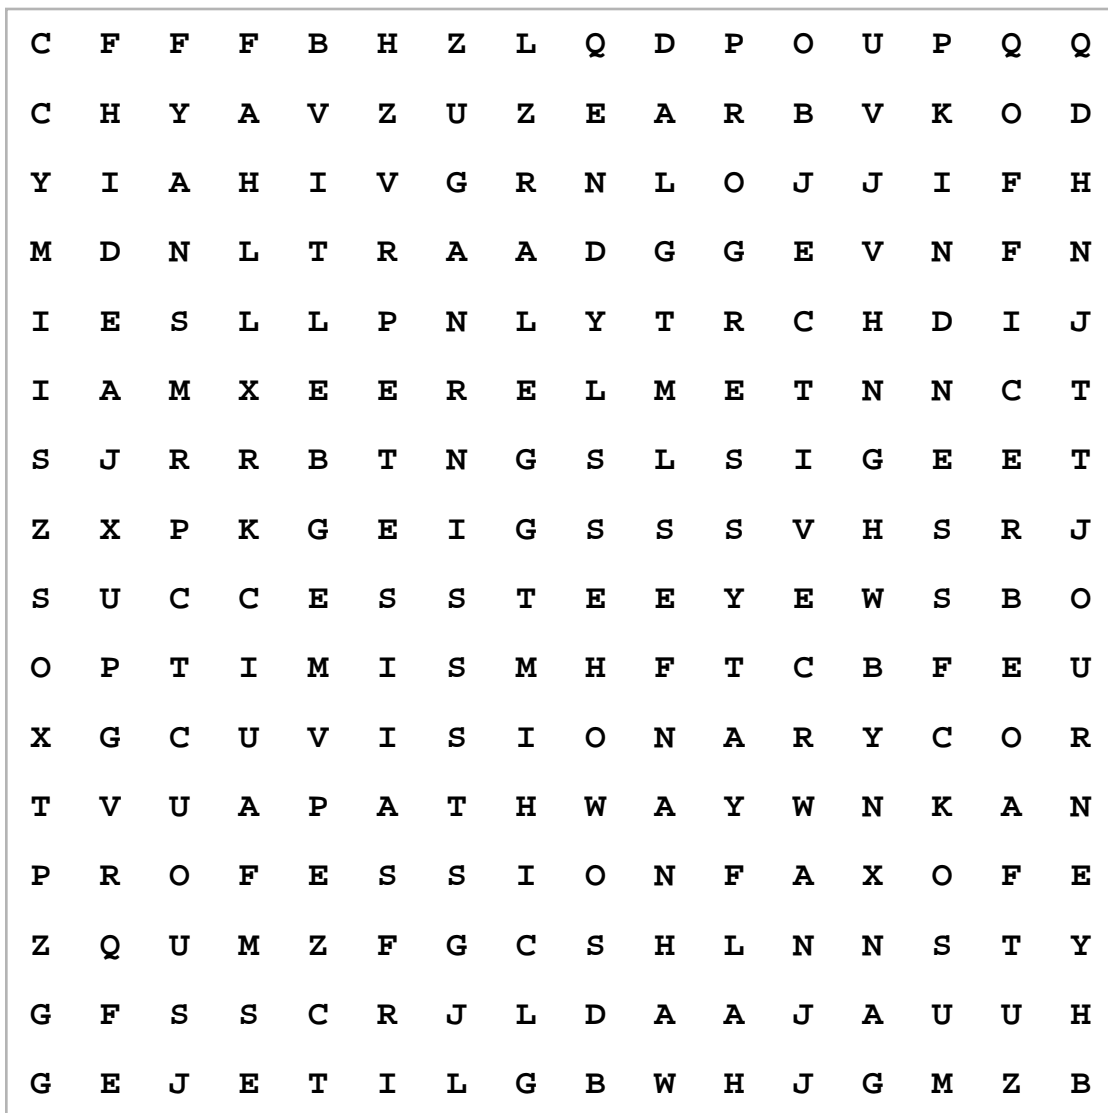 C F F F B H Z L Q D P O U P Q Q
C H Y A V Z U Z E A R B V K O D
Y I A H I V G R N L O J J I F H
M D N L T R A A D G G E V N F N
I E S L L P N L Y T R C H D I J
I A M X E E R E L M E T N N C T
S J R R B T N G S L S I G E E T
Z X P K G E I G S S S V H S R J
S U C C E S S T E E Y E W S B O
O P T I M I S M H F T C B F E U
X G C U V I S I O N A R Y C O R
T V U A P A T H W A Y W N K A N
P R O F E S S I O N F A X O F E
Z Q U M Z F G C S H L N N S T Y
G F S S C R J L D A A J A U U H
G E J E T I L G B W H J G M Z B